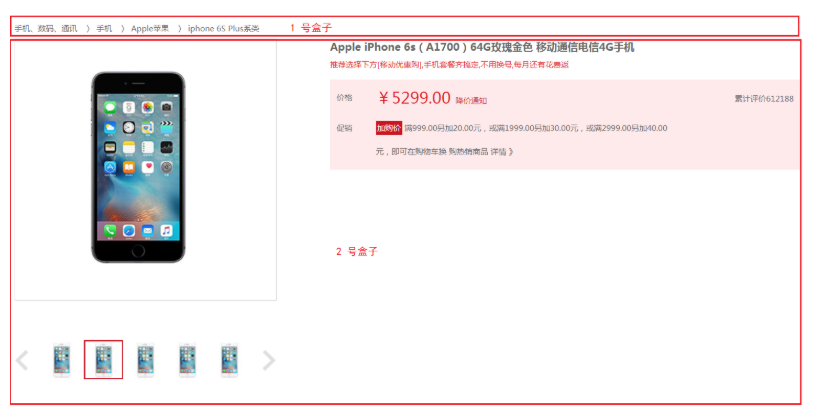 手机、数码、通讯 〉 手机 〉 Apple苹果 〉 iphone 6S Plus系类
1 号盒子
Apple iPhone 6s（A1700）64G玫瑰金色 移动通信电信4G手机
推荐选择下方[移动优惠购],手机套餐齐搞定,不用换号,每月还有花费返
价格 ￥5299.00 降价通知 累计评价612188
促销 加购价 满999.00另加20.00元，或满1999.00另加30.00元，或满2999.00另加40.00
元，即可在购物车换 购热销商品 详情 》
2 号盒子